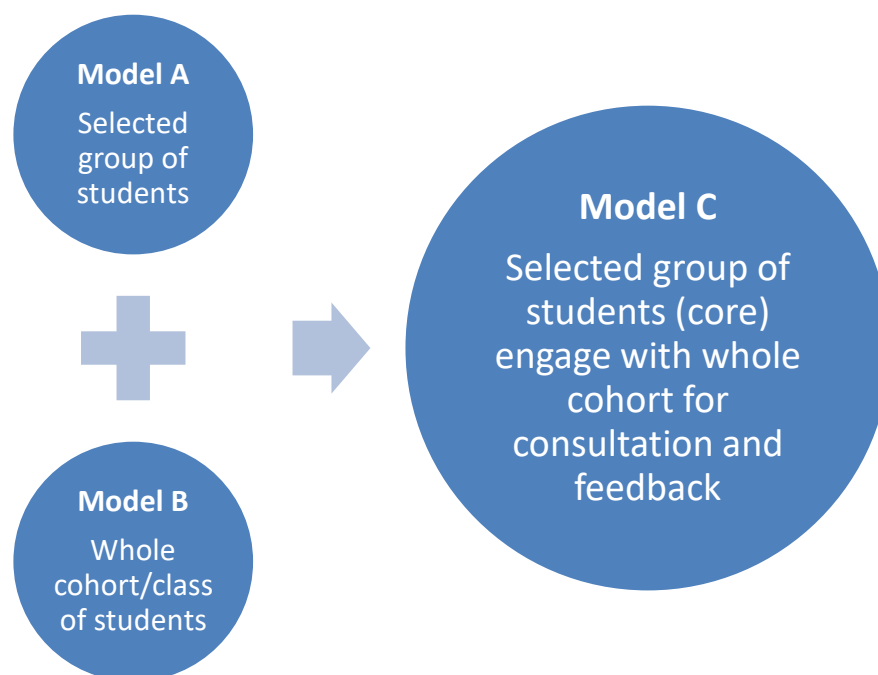 Model A
Selected
group of
students
Model B
Whole
cohort/class
of students
Model C
Selected group of
students (core)
engage with whole
cohort for
consultation and
feedback